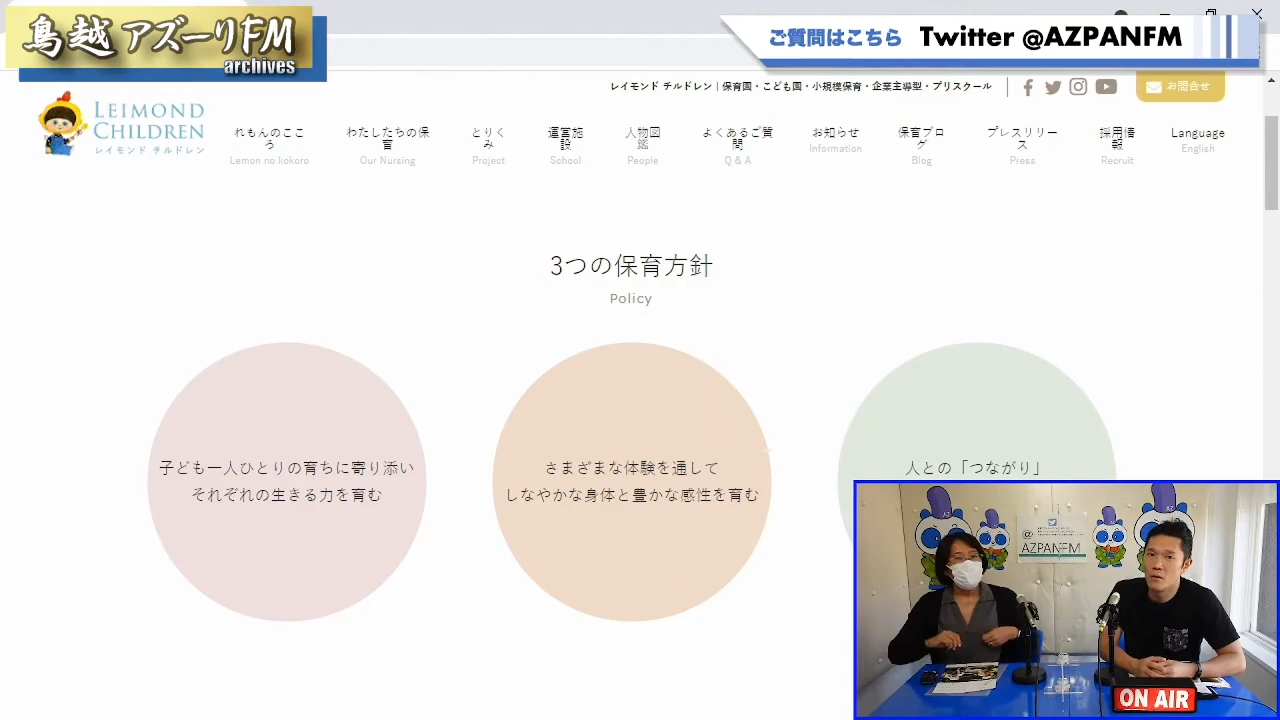 鳥越 アズーリFM
archives
ご質問はこちら Twitter @AZPANFM
レイモンド チルドレン | 保育園・こども園・小規模保育・企業主導型・プリスクール
お問合せ
LEIMOND
CHILDREN
レイモンド チルドレン
れもんのここ
ろ
Lemon no kokoro
わたしたちの保
育
Our Nursing
とりく
み
Project
運営施
設
School
人物図
鑑
People
よくあるご質
問
Q & A
お知らせ
Information
保育ブロ
グ
Blog
プレスリリー
ス
Press
採用情
報
Recruit
Language
English
3つの保育方針
Policy
子ども一人ひとりの育ちに寄り添い
それぞれの生きる力を育む
さまざまな体験を通して
しなやかな身体と豊かな感性を育む
人との「つながり」
@
AZPANFM
ON AIR